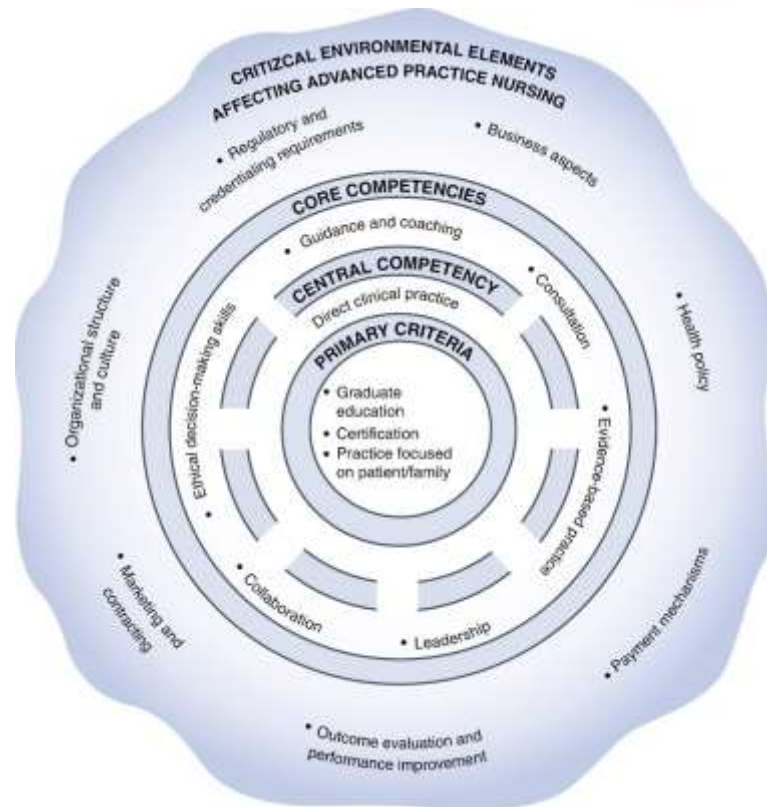 CRITIZCAL ENVIRONMENTAL ELEMENTS
AFFECTING ADVANCED PRACTICE NURSING
• Regulatory and
credentialing requirements
• Business aspects
• Health policy
• Payment mechanisms
• Outcome evaluation and
performance improvement
• Marketing and
contracting
• Organizational structure
and culture
CORE COMPETENCIES
• Guidance and coaching
• Consultation
• Evidence-based practice
• Leadership
• Collaboration
• Ethical decision-making skills
CENTRAL COMPETENCY
Direct clinical practice
PRIMARY CRITERIA
• Graduate
education
• Certification
• Practice focused
on patient/family